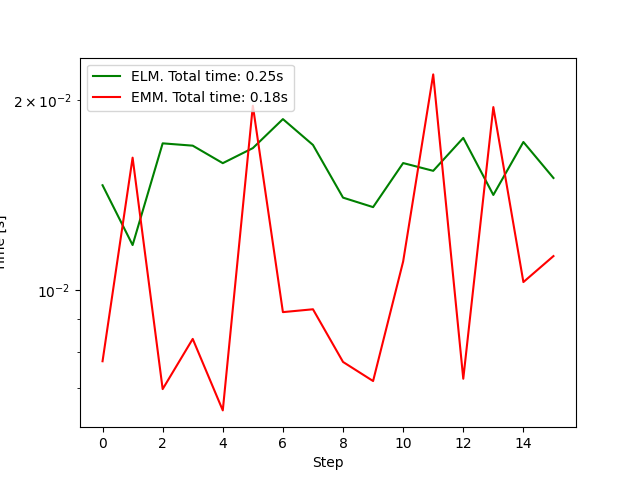 ELM. Total time: 0.25s
EMM. Total time: 0.18s
2 × 10⁻²
10⁻²
[s]
0 2 4 6 8 10 12 14
Step